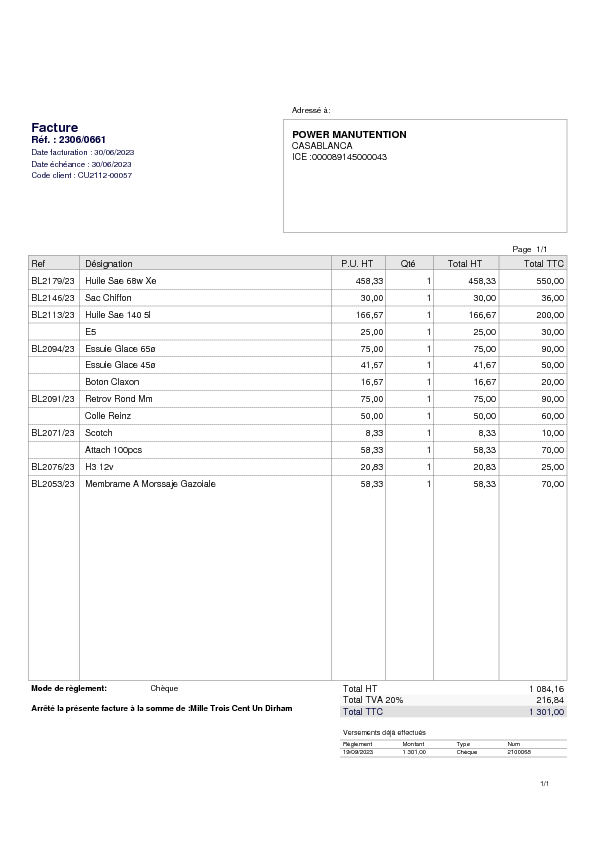 Adressé à:
Facture
Réf. : 2306/0661
Date facturation : 30/06/2023
Date échéance : 30/06/2023
Code client : CU2112-00057
POWER MANUTENTION
CASABLANCA
ICE :000089145000043
Page 1/1
Ref Désignation P.U. HT Qté Total HT Total TTC
BL2179/23 Huile Sae 68w Xe 458,33 1 458,33 550,00
BL2146/23 Sac Chiffon 30,00 1 30,00 36,00
BL2113/23 Huile Sae 140 5l 166,67 1 166,67 200,00
E5 25,00 1 25,00 30,00
BL2094/23 Essuie Glace 65ø 75,00 1 75,00 90,00
Essuie Glace 45ø 41,67 1 41,67 50,00
Boton Claxon 16,67 1 16,67 20,00
BL2091/23 Retrov Rond Mm 75,00 1 75,00 90,00
Colle Reinz 50,00 1 50,00 60,00
BL2071/23 Scotch 8,33 1 8,33 10,00
Attach 100pcs 58,33 1 58,33 70,00
BL2076/23 H3 12v 20,83 1 20,83 25,00
BL2053/23 Membrame A Morssaje Gazoiale 58,33 1 58,33 70,00
Mode de règlement: Chèque
Arrêté la présente facture à la somme de :Mille Trois Cent Un Dirham
Total HT 1 084,16
Total TVA 20% 216,84
Total TTC 1 301,00
Versements déjà effectués
Règlement Montant Type Num
19/09/2023 1 301,00 Chèque 2100068
1/1